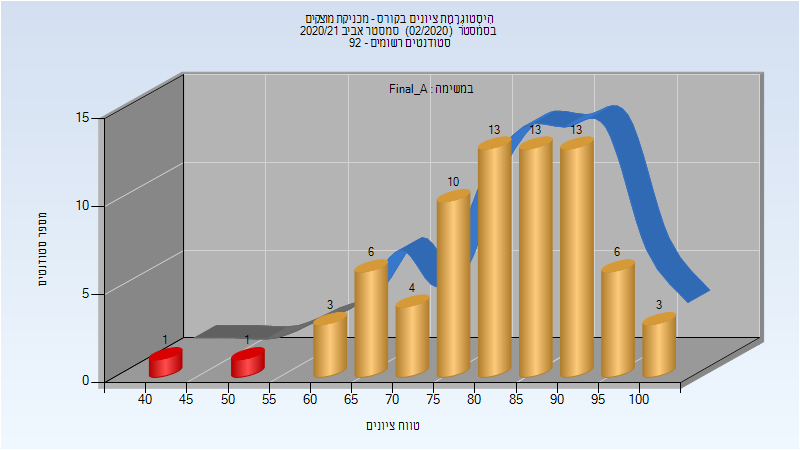 היסטוגרמת ציונים בקורס - מכניקת מוצקים
בסמסטר (02/2020) סמסטר אביב 2020/21
סטודנטים רשומים - 92
במשימה : Final_A
מספר סטודנטים
15
10
5
0
1
1
3
6
4
10
13
13
13
6
3
40 45 50 55 60 65 70 75 80 85 90 95 100
טווח ציונים